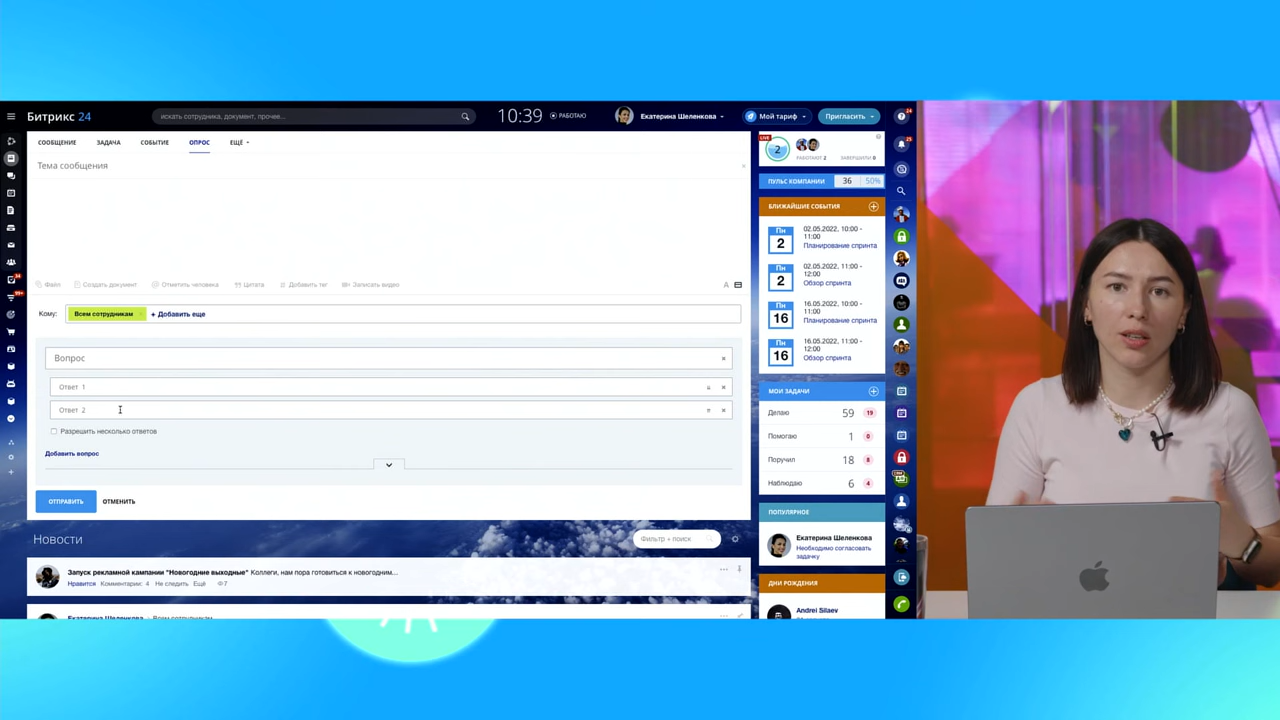 Битрикс 24
искать сотрудника, документ, прочее...
10:39
РАБОТАЮ
Екатерина Шеленкова
Мой тариф
Пригласить
СООБЩЕНИЕ
ЗАДАЧА
СОБЫТИЕ
ОПРОС
ЕЩЁ
Тема сообщения
Файл
Создать документ
Отметить человека
Цитата
Добавить тег
Записать видео
A
Кому:
Всем сотрудникам
+ Добавить еще
Вопрос
Ответ 1
Ответ 2
Разрешить несколько ответов
Добавить вопрос
ОТПРАВИТЬ
ОТМЕНИТЬ
Новости
Фильтр + поиск
Запуск рекламной кампании "Новогодние выходные" Коллеги, нам пора готовиться к новогодним...
Нравится Комментарии: 4 Не следить Ещё 7
Екатерина Шеленкова Всем сотрудникам
LIVE
2
РАБОТАЮТ 2
ЗАВЕРШИЛИ 0
ПУЛЬС КОМПАНИИ
36
50%
БЛИЖАЙШИЕ СОБЫТИЯ
Пн
2
02.05.2022, 10:00 -
11:00
Планирование спринта
Пн
2
02.05.2022, 11:00 -
12:00
Обзор спринта
Пн
16
16.05.2022, 10:00 -
11:00
Планирование спринта
Пн
16
16.05.2022, 11:00 -
12:00
Обзор спринта
МОИ ЗАДАЧИ
Делаю 59 19
Помогаю 1 0
Поручил 18 8
Наблюдаю 6 4
ПОПУЛЯРНОЕ
Екатерина Шеленкова
Необходимо согласовать
задачку
ДНИ РОЖДЕНИЯ
Andrei Silaev